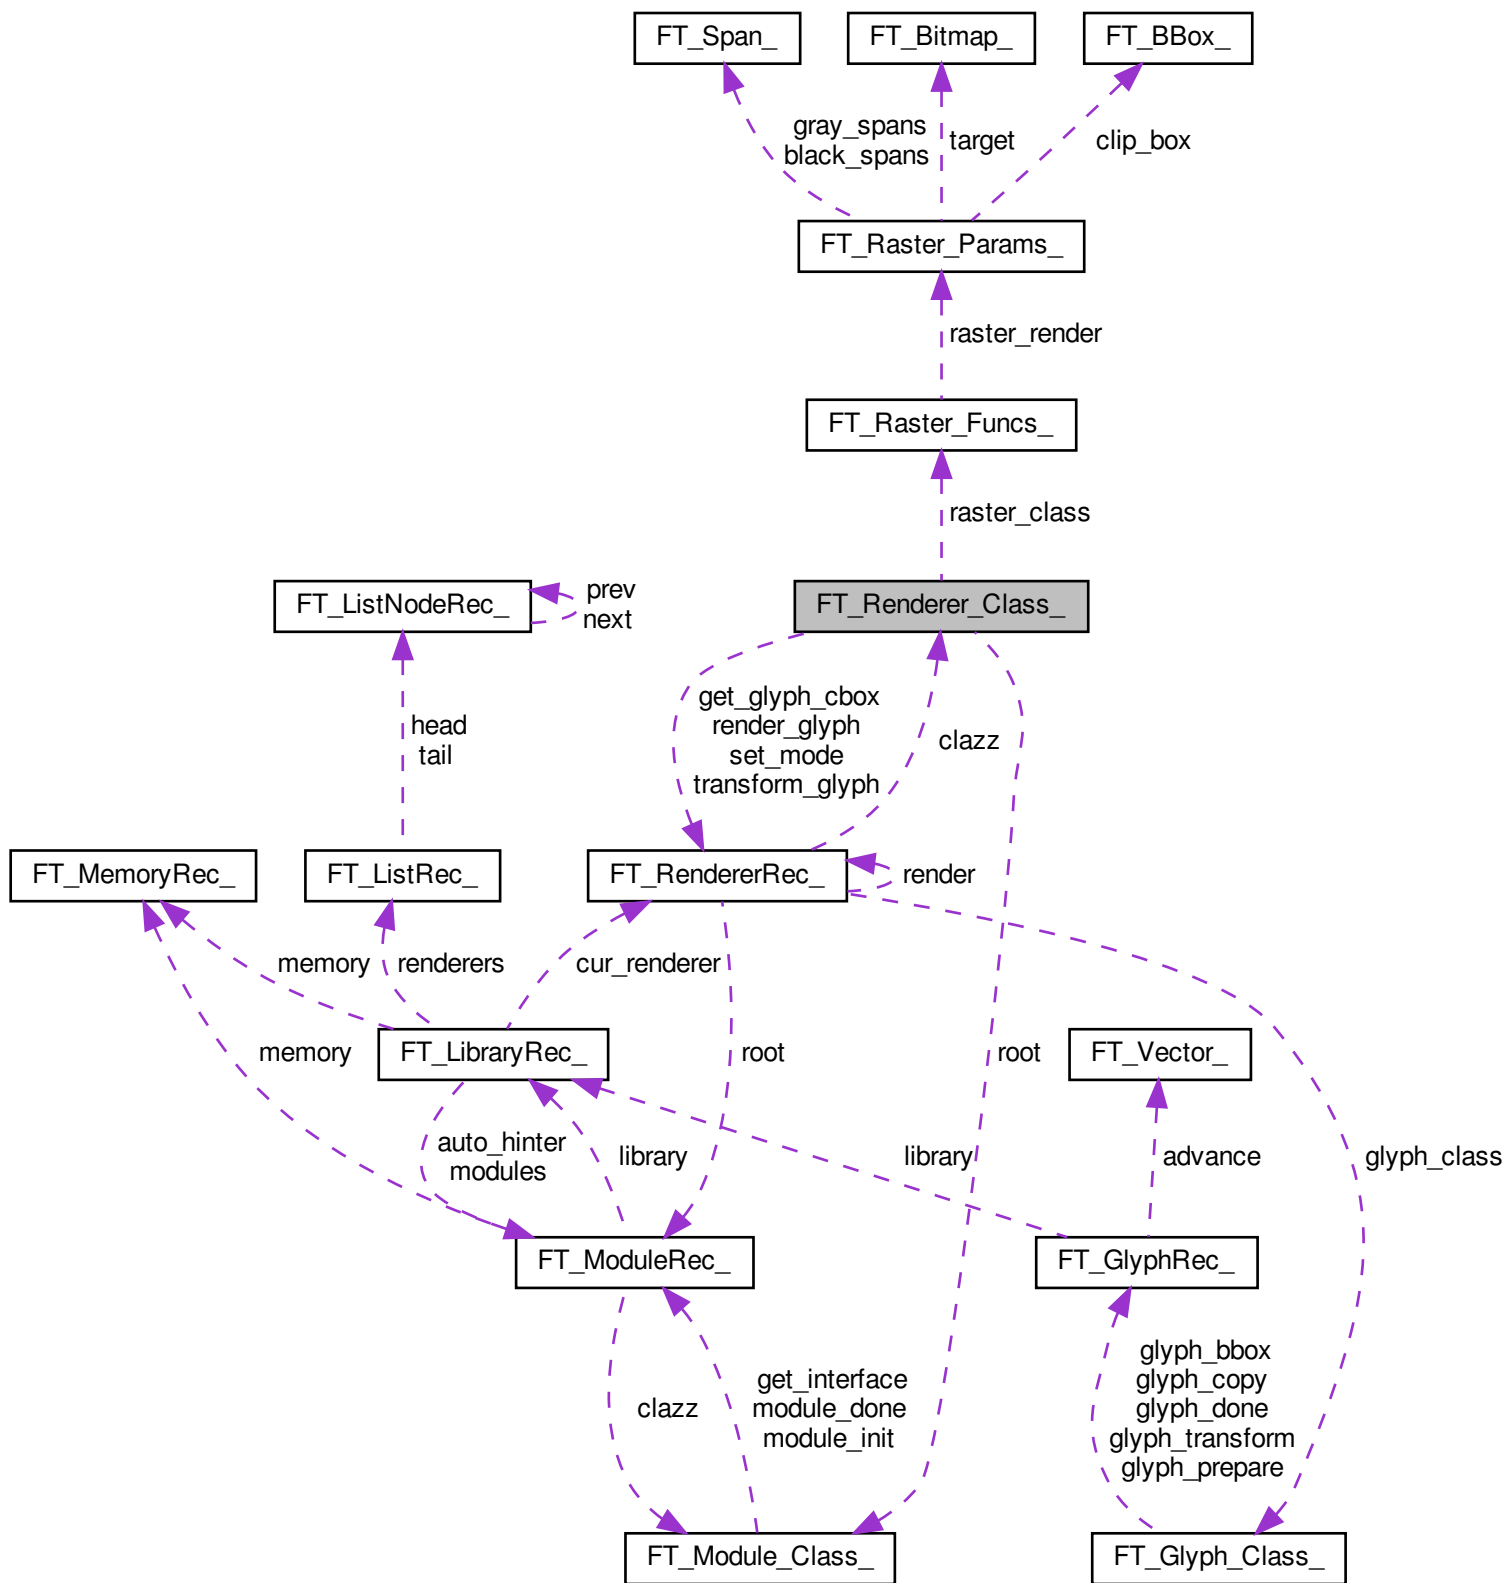 FT_Span_
FT_Bitmap_
FT_BBox_
gray_spans
black_spans
target
clip_box
FT_Raster_Params_
raster_render
FT_Raster_Funcs_
raster_class
FT_ListNodeRec_
prev
next
FT_Renderer_Class_
head
tail
get_glyph_cbox
render_glyph
set_mode
transform_glyph
clazz
FT_MemoryRec_
FT_ListRec_
FT_RendererRec_
render
memory
renderers
cur_renderer
memory
FT_LibraryRec_
root
root
FT_Vector_
auto_hinter
modules
library
library
advance
glyph_class
FT_ModuleRec_
FT_GlyphRec_
clazz
get_interface
module_done
module_init
glyph_bbox
glyph_copy
glyph_done
glyph_transform
glyph_prepare
FT_Module_Class_
FT_Glyph_Class_